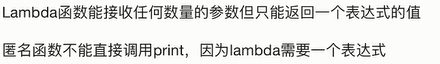 Lambda函数能接收任何数量的参数但只能返回一个表达式的值
匿名函数不能直接调用print，因为lambda需要一个表达式